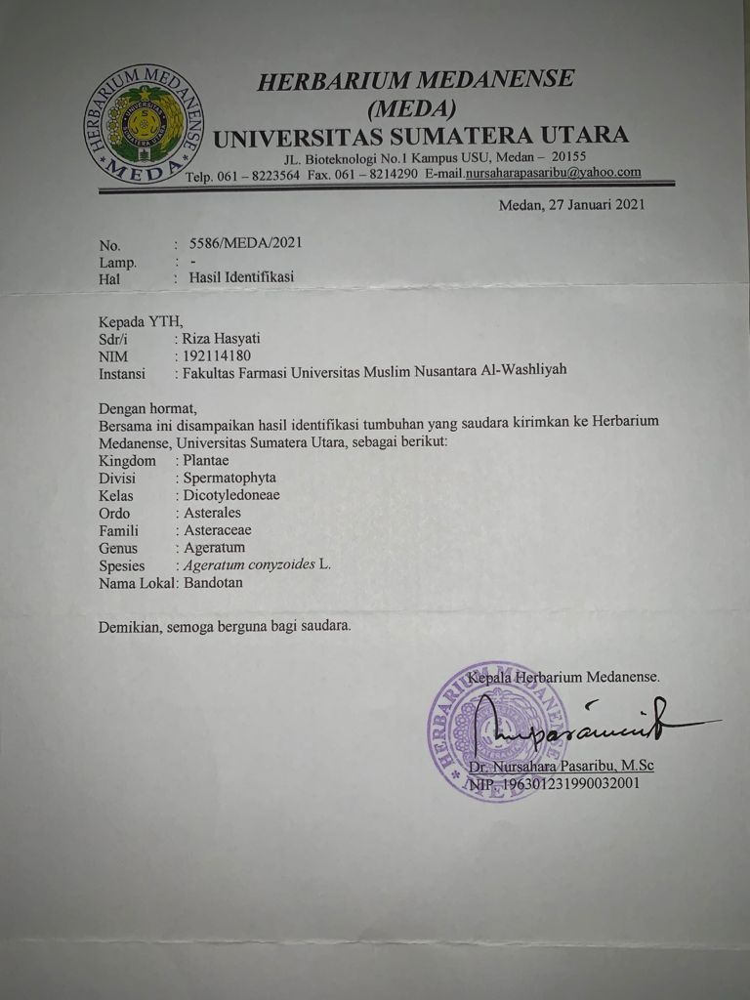 HERBARIUM MEDANENSE
(MEDA)
UNIVERSITAS SUMATERA UTARA
JL. Bioteknologi No.1 Kampus USU, Medan – 20155
Telp. 061 – 8223564 Fax. 061 – 8214290 E-mail.nursaharapasaribu@yahoo.com
HERBARIUM MEDANENSE
* MEDA *
UNIVERSITAS
SUMATERA UTARA
Medan, 27 Januari 2021
No. : 5586/MEDA/2021
Lamp. : -
Hal : Hasil Identifikasi
Kepada YTH,
Sdr/i : Riza Hasyati
NIM : 192114180
Instansi : Fakultas Farmasi Universitas Muslim Nusantara Al-Washliyah
Dengan hormat,
Bersama ini disampaikan hasil identifikasi tumbuhan yang saudara kirimkan ke Herbarium
Medanense, Universitas Sumatera Utara, sebagai berikut:
Kingdom : Plantae
Divisi : Spermatophyta
Kelas : Dicotyledoneae
Ordo : Asterales
Famili : Asteraceae
Genus : Ageratum
Spesies : Ageratum conyzoides L.
Nama Lokal: Bandotan
Demikian, semoga berguna bagi saudara.
Kepala Herbarium Medanense.
HERBARIUM MEDANENSE
* MEDA
Dr. Nursahara Pasaribu, M.Sc
NIP. 196301231990032001